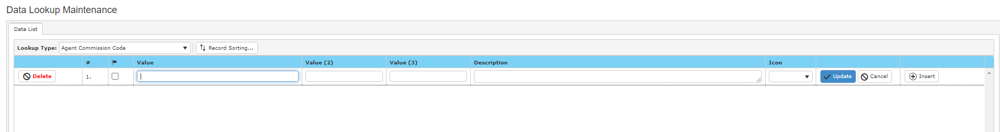 Data Lookup Maintenance
Data List
Lookup Type: Agent Commission Code Record Sorting...
# Value Value (2) Value (3) Description Icon
Delete 1. Update Cancel Insert